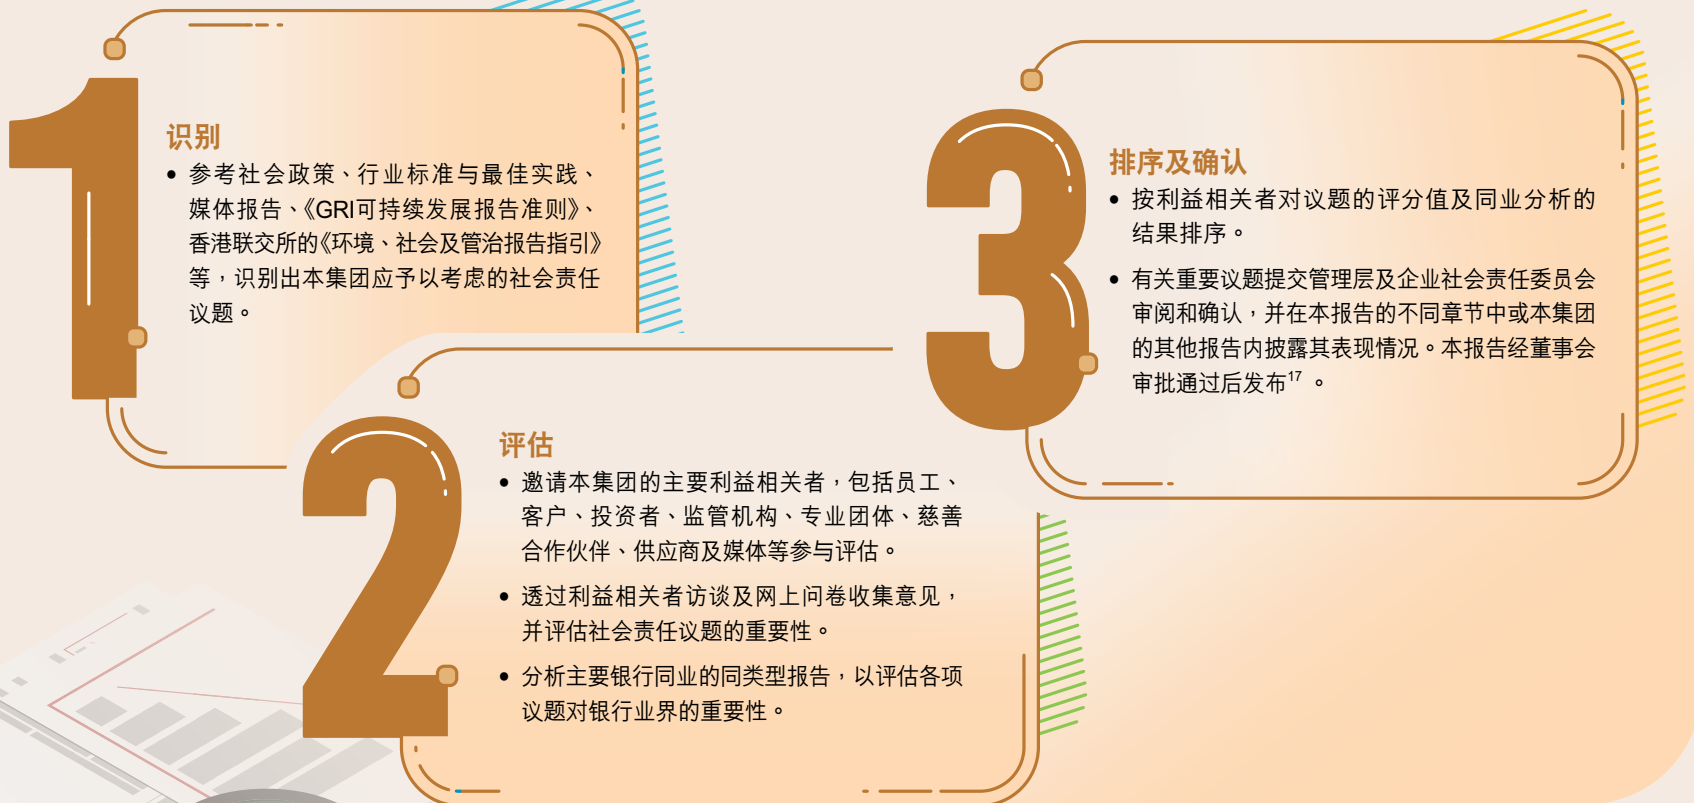 1
识别
• 参考社会政策、行业标准与最佳实践、
媒体报告、《GRI可持续发展报告准则》、
香港联交所的《环境、社会及管治报告指引》
等，识别出本集团应予以考虑的社会责任
议题。
2
评估
• 邀请本集团的主要利益相关者，包括员工、
客户、投资者、监管机构、专业团体、慈善
合作伙伴、供应商及媒体等参与评估。
• 透过利益相关者访谈及网上问卷收集意见，
并评估社会责任议题的重要性。
• 分析主要银行同业的同类型报告，以评估各项
议题对银行业界的重要性。
3
排序及确认
• 按利益相关者对议题的评分值及同业分析的
结果排序。
• 有关重要议题提交管理层及企业社会责任委员会
审阅和确认，并在本报告的不同章节中或本集团
的其他报告内披露其表现情况。本报告经董事会
审批通过后发布17 。